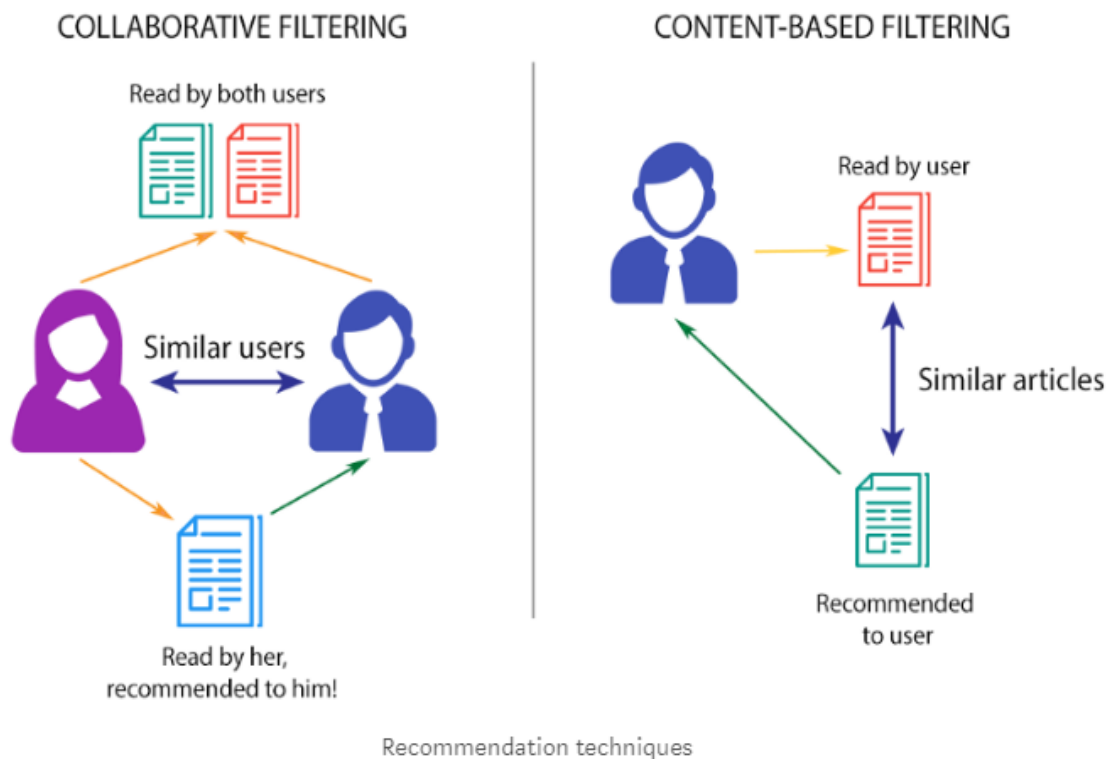 COLLABORATIVE FILTERING
Read by both users
Similar users
Read by her,
recommended to him!
CONTENT-BASED FILTERING
Read by user
Similar articles
Recommended
to user
Recommendation techniques